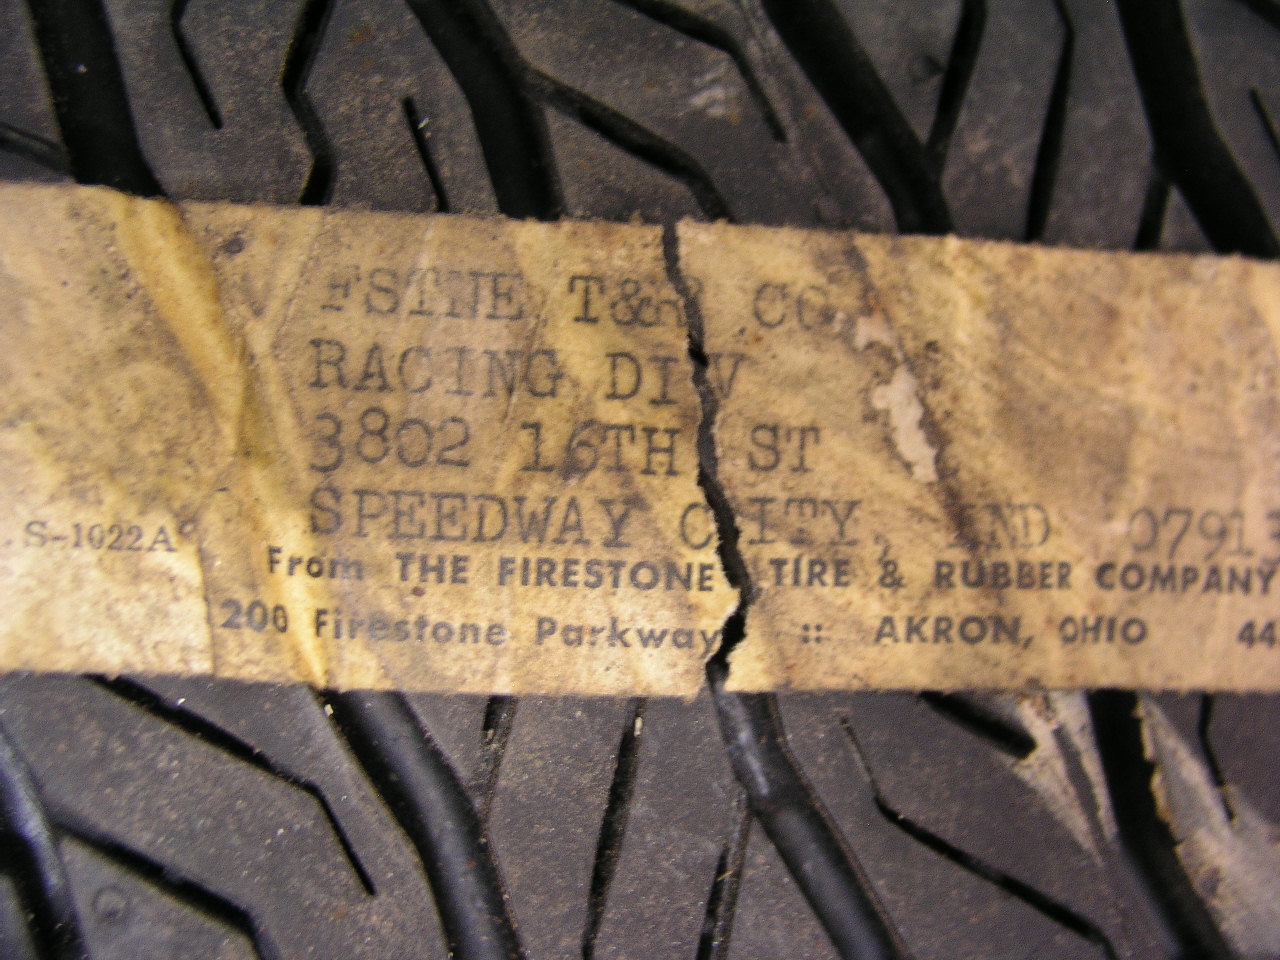 FSTNE T&R CO.
RACING DIV
3802 16TH ST
SPEEDWAY CITY, IND 07913
S-1022A
From THE FIRESTONE TIRE & RUBBER COMPANY
200 Firestone Parkway :: AKRON, OHIO 44